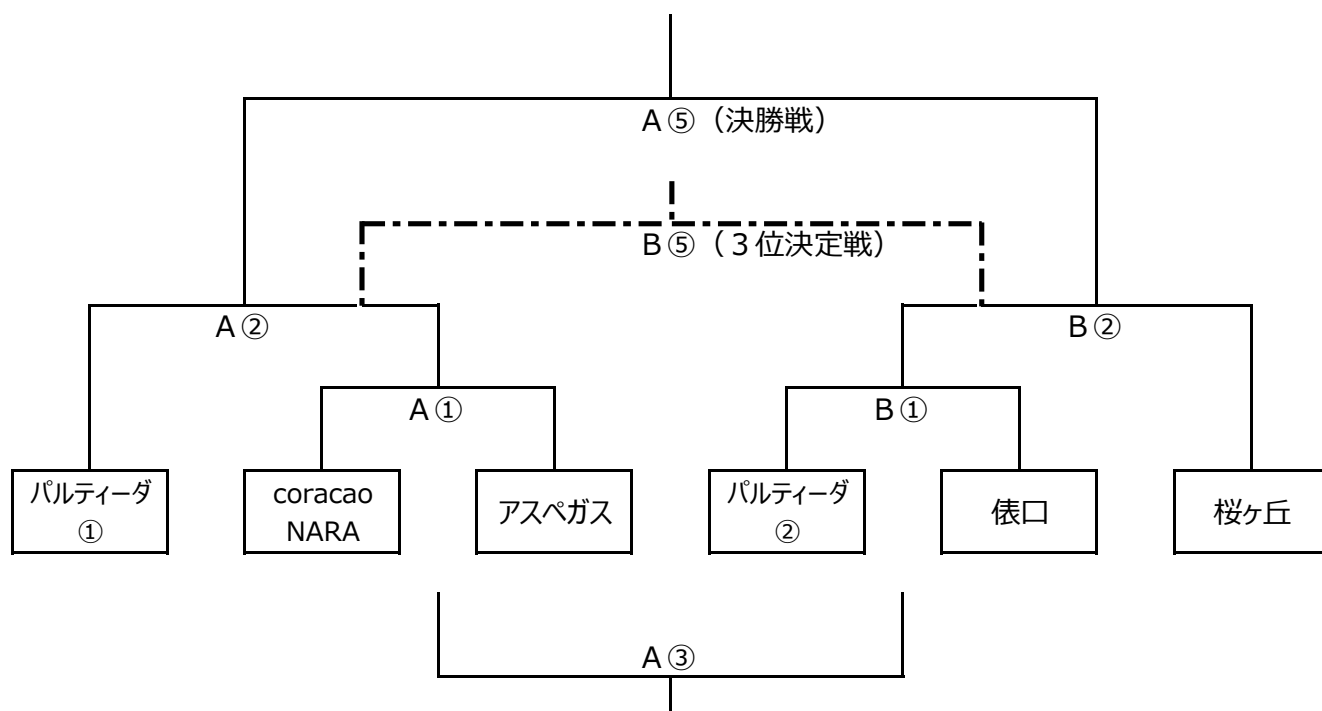 A⑤（決勝戦）
B⑤（３位決定戦）
A②
B②
A①
B①
パルティーダ
①
coracao
NARA
アスペガス
パルティーダ
②
俵口
桜ヶ丘
A③